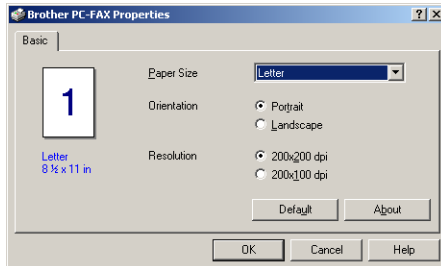 Brother PC-FAX Properties
Basic
Paper Size
Letter
1
Orientation
Portrait
Landscape
Letter
8 ½ x 11 in
Resolution
200x200 dpi
200x100 dpi
Default
About
OK
Cancel
Help